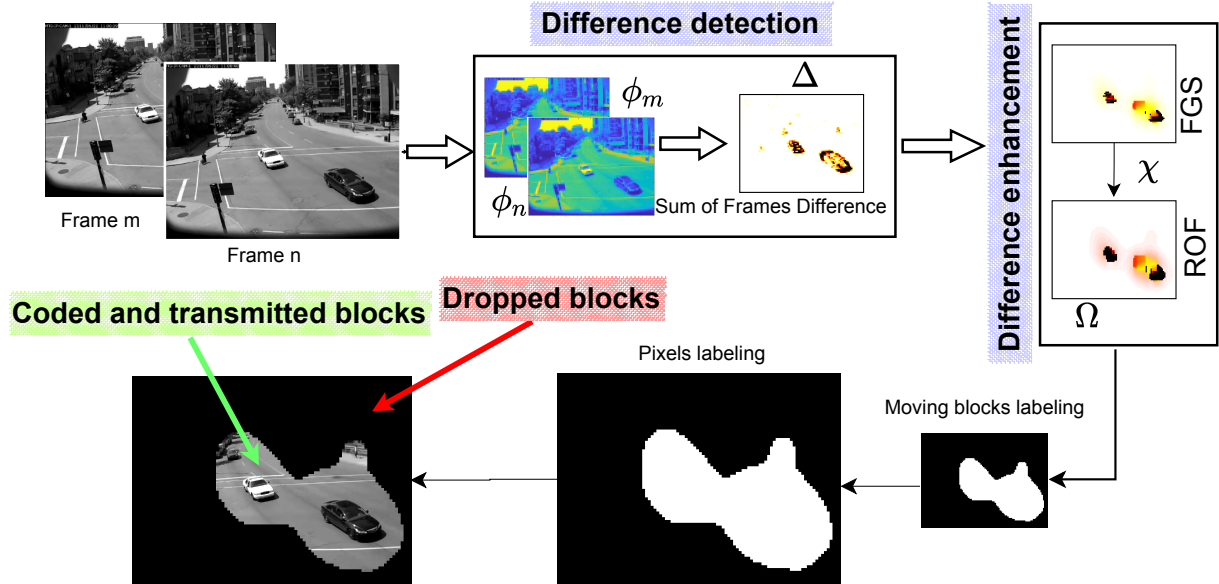 Difference detection
Frame m
Frame n
ϕm
ϕn
Δ
Sum of Frames Difference
Difference enhancement
FGS
χ
ROF
Ω
Coded and transmitted blocks
Dropped blocks
Pixels labeling
Moving blocks labeling